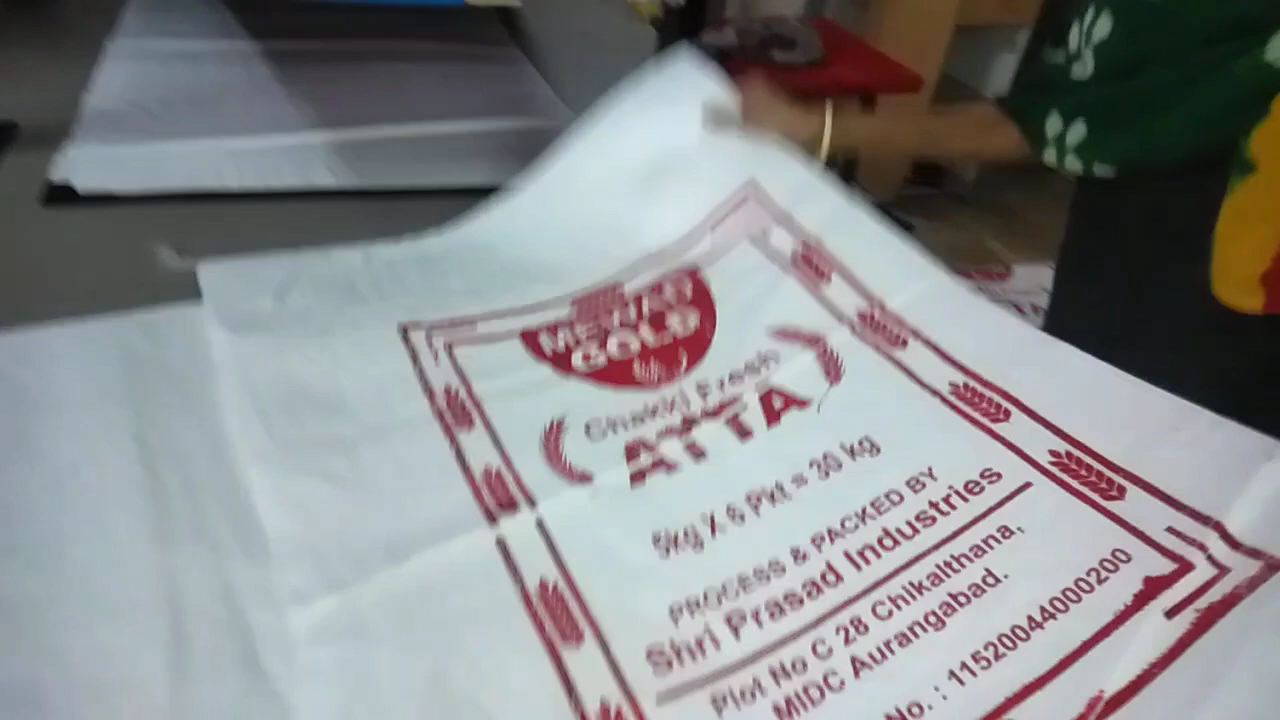 MEWAD
GOLD
Chakki Fresh
ATTA
5kg X 6 Pkt = 30 kg
PROCESS & PACKED BY
Shri Prasad Industries
Plot No C 28 Chikalthana,
MIDC Aurangabad.
No. : 11520044000200